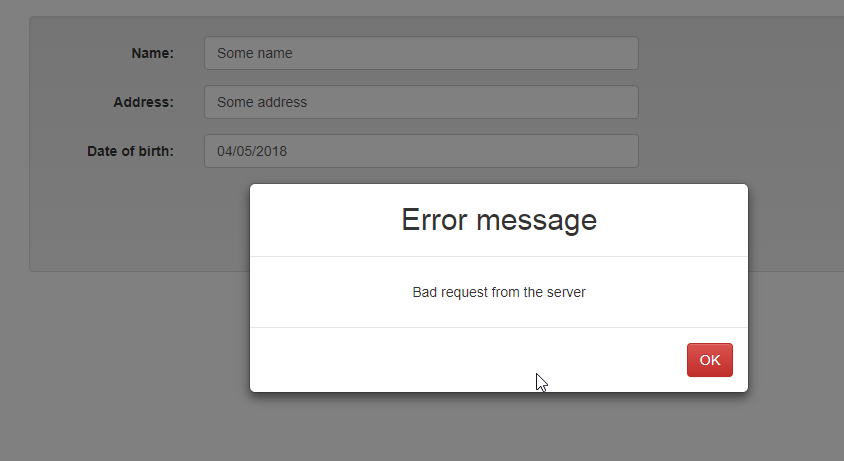 Name: Some name
Address: Some address
Date of birth: 04/05/2018
Error message
Bad request from the server
OK